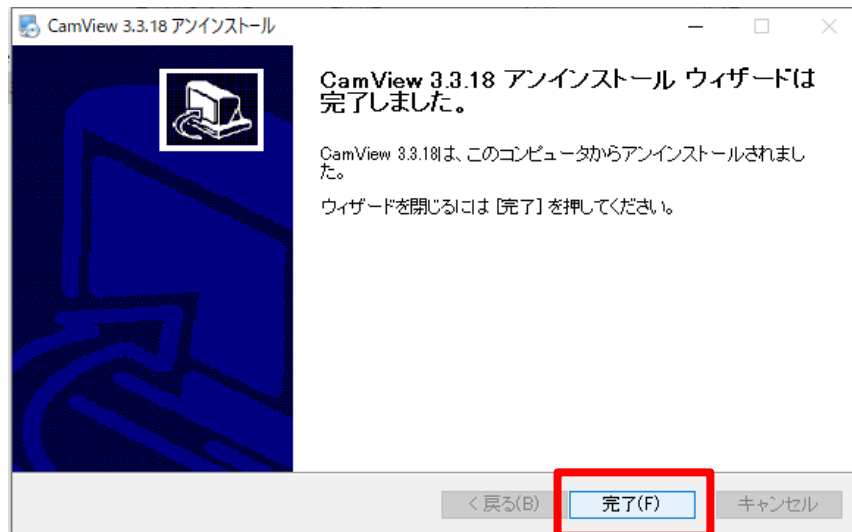 CamView 3.3.18 アンインストール
CamView 3.3.18 アンインストール ウィザードは
完了しました。
CamView 3.3.18は、このコンピュータからアンインストールされまし
た。
ウィザードを閉じるには [完了] を押してください。
< 戻る(B)
完了(F)
キャンセル